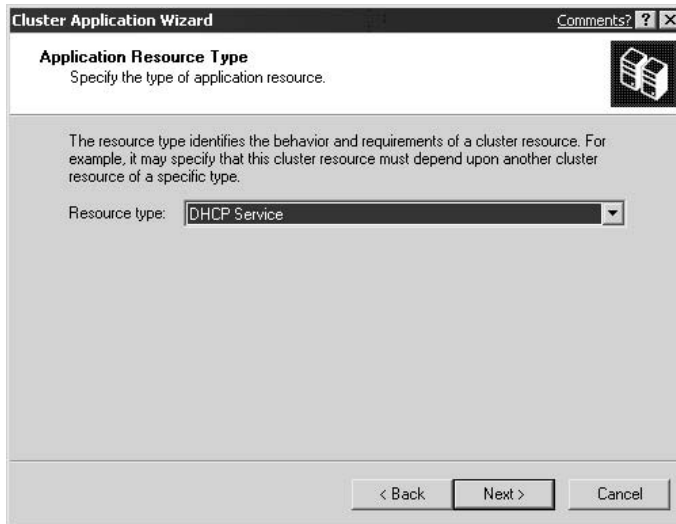 Cluster Application Wizard
Comments? ? X
Application Resource Type
Specify the type of application resource.
The resource type identifies the behavior and requirements of a cluster resource. For
example, it may specify that this cluster resource must depend upon another cluster
resource of a specific type.
Resource type: DHCP Service
< Back Next > Cancel